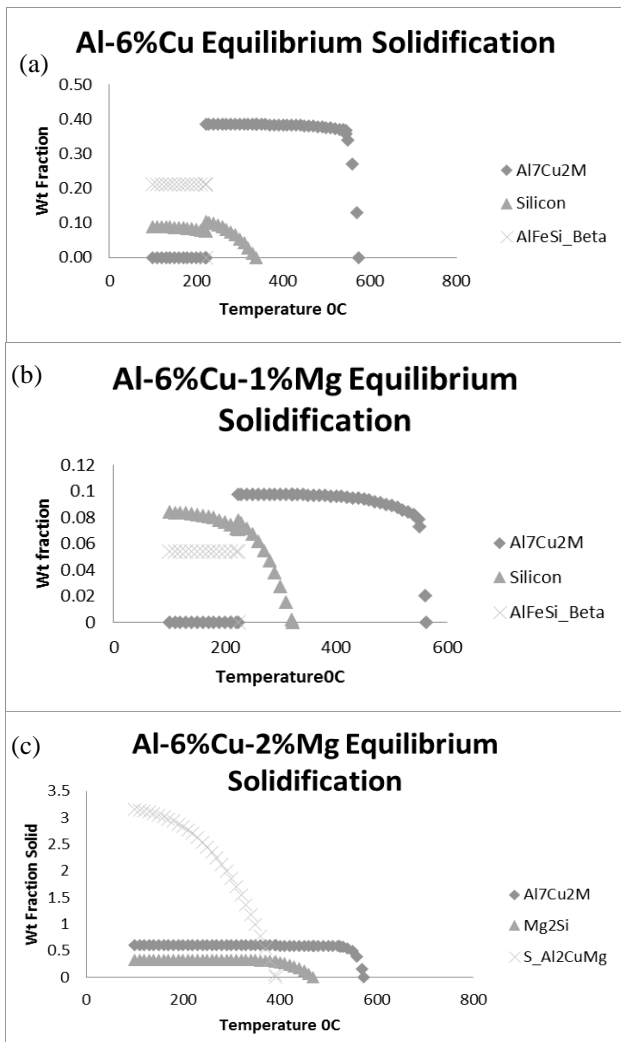 (a)
Al-6%Cu Equilibrium Solidification
0.50
0.40
0.30
0.20
0.10
0.00
Wt Fraction
0
200
400
600
800
Temperature 0C
Al7Cu2M
Silicon
AlFeSi_Beta
(b)
Al-6%Cu-1%Mg Equilibrium
Solidification
0.12
0.1
0.08
0.06
0.04
0.02
0
Wt fraction
0
200
400
600
Temperature0C
Al7Cu2M
Silicon
AlFeSi_Beta
(c)
Al-6%Cu-2%Mg Equilibrium
Solidification
3.5
3
2.5
2
1.5
1
0.5
0
Wt Fraction Solid
0
200
400
600
800
Temperature 0C
Al7Cu2M
Mg2Si
S_Al2CuMg